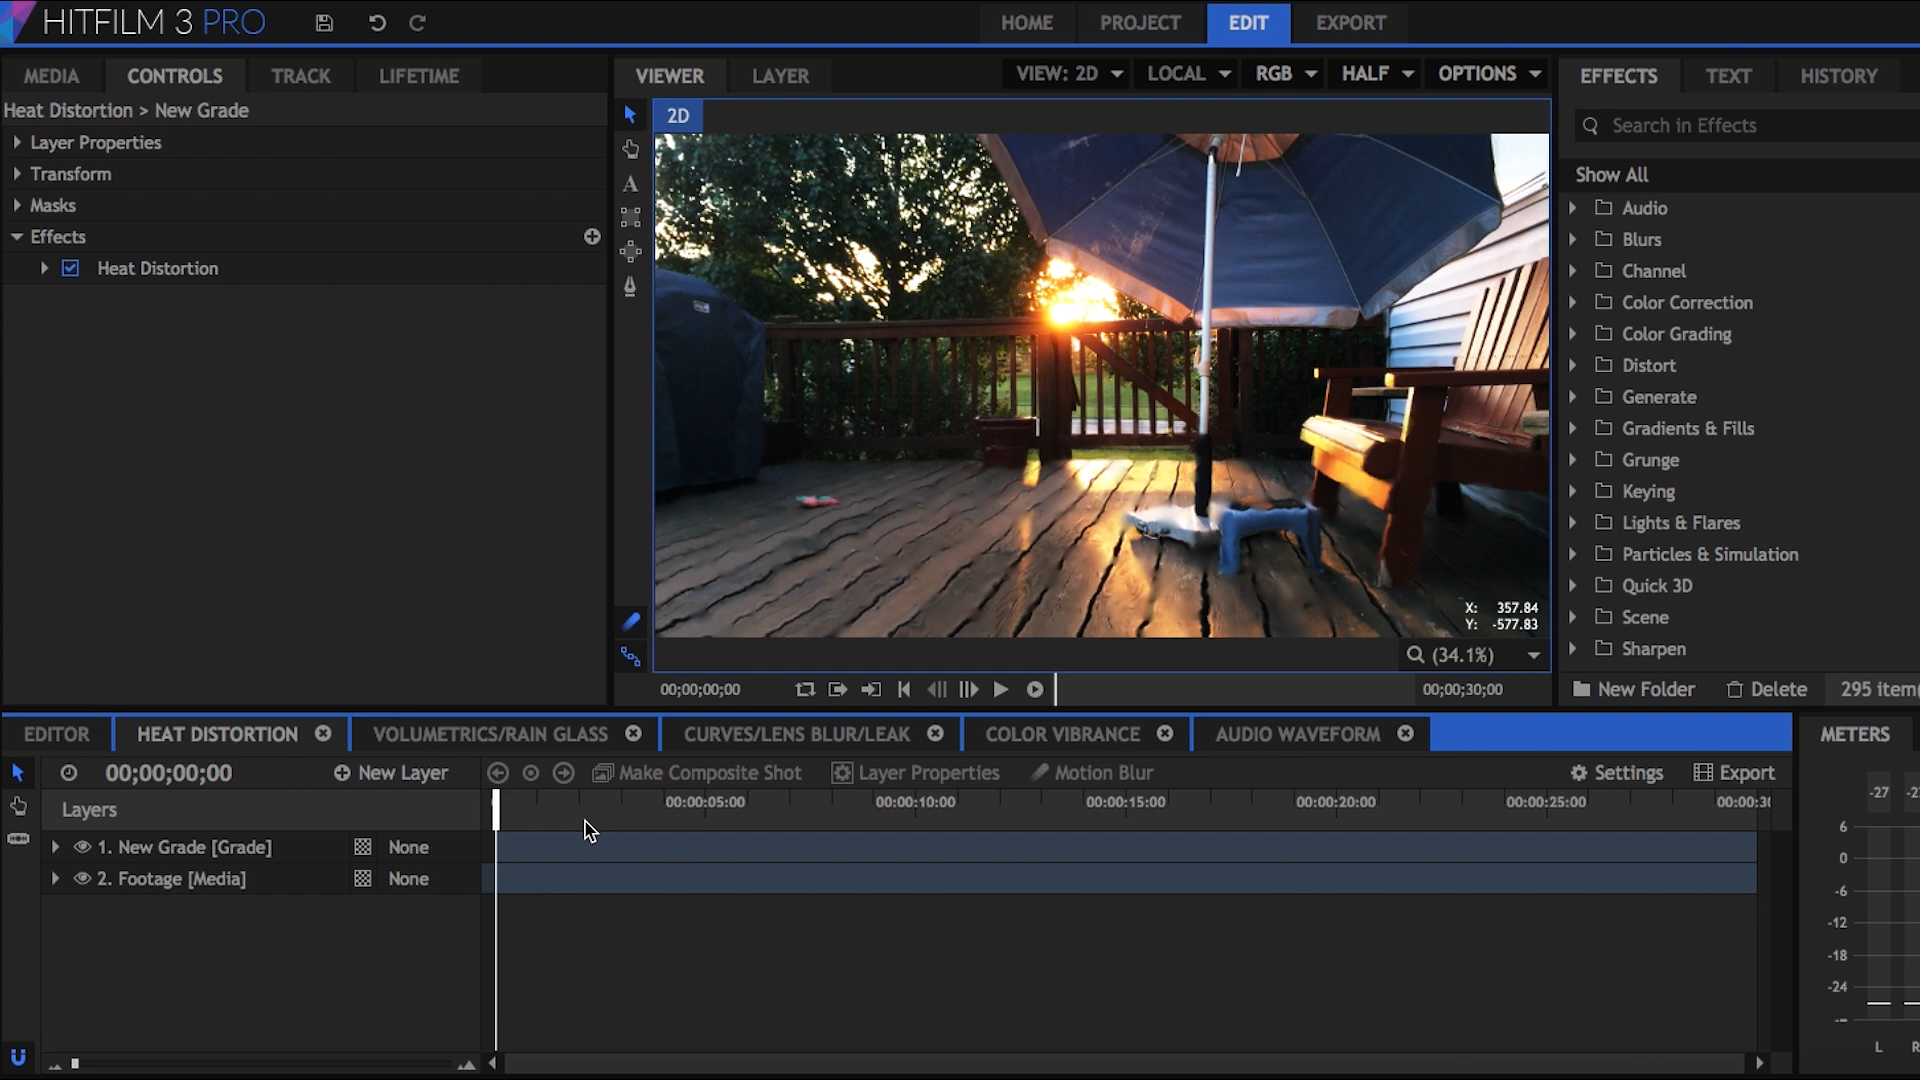 HITFILM 3 PRO
HOME
PROJECT
EDIT
EXPORT
MEDIA
CONTROLS
TRACK
LIFETIME
VIEWER
LAYER
VIEW: 2D
LOCAL
RGB
HALF
OPTIONS
EFFECTS
TEXT
HISTORY
Heat Distortion > New Grade
Layer Properties
Transform
Masks
Effects
Heat Distortion
A
2D
X: 357.84
Y: -577.83
(34.1%)
00;00;00;00
00;00;30;00
Search in Effects
Show All
Audio
Blurs
Channel
Color Correction
Color Grading
Distort
Generate
Gradients & Fills
Grunge
Keying
Lights & Flares
Particles & Simulation
Quick 3D
Scene
Sharpen
New Folder
Delete
295 item(
EDITOR
HEAT DISTORTION
VOLUMETRICS/RAIN GLASS
CURVES/LENS BLUR/LEAK
COLOR VIBRANCE
AUDIO WAVEFORM
METERS
00;00;00;00
New Layer
Make Composite Shot
Layer Properties
Motion Blur
Settings
Export
Layers
00:00:05:00
00:00:10:00
00:00:15:00
00:00:20:00
00:00:25:00
00:00:30
1. New Grade [Grade]
None
2. Footage [Media]
None
-27
-27
6
0
-6
-12
-18
-24
L
R